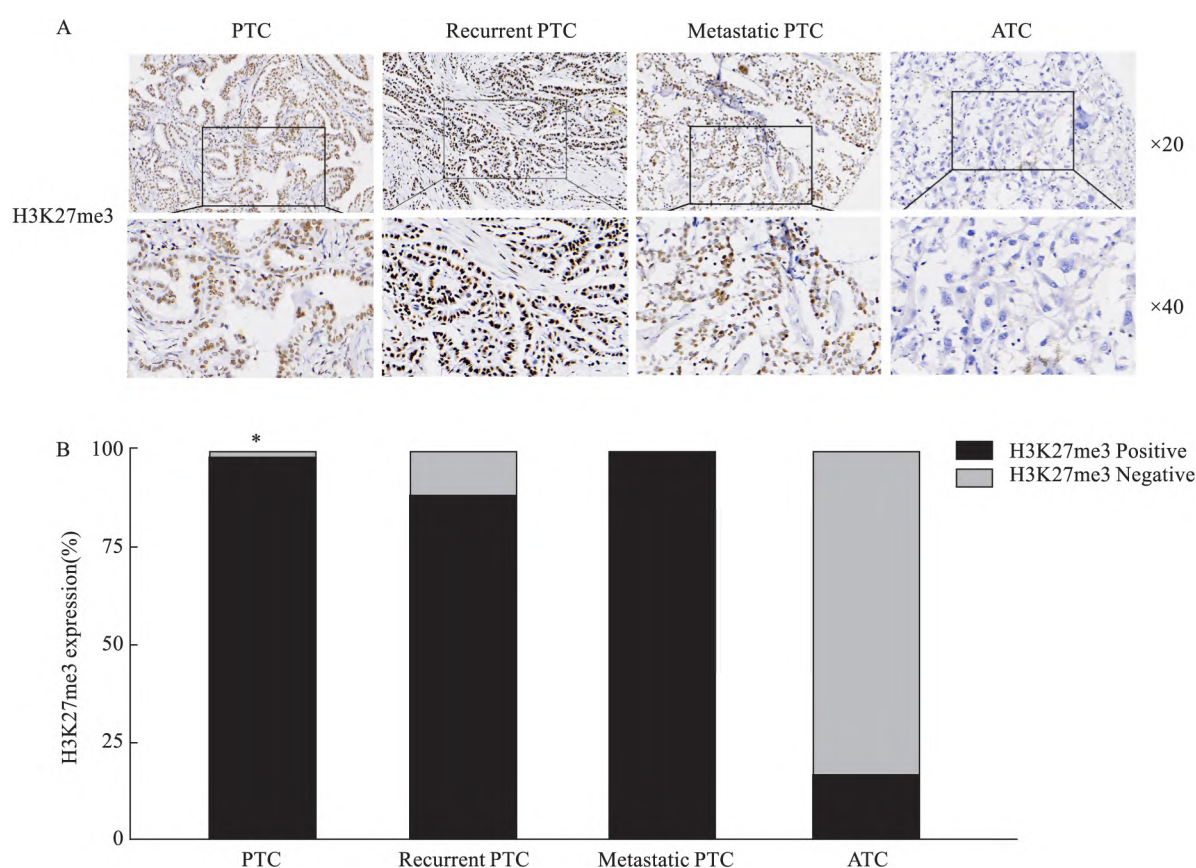 A
PTC
Recurrent PTC
Metastatic PTC
ATC
×20
H3K27me3
×40
B
H3K27me3 expression(%)
100
75
50
25
0
*
H3K27me3 Positive
H3K27me3 Negative
PTC
Recurrent PTC
Metastatic PTC
ATC